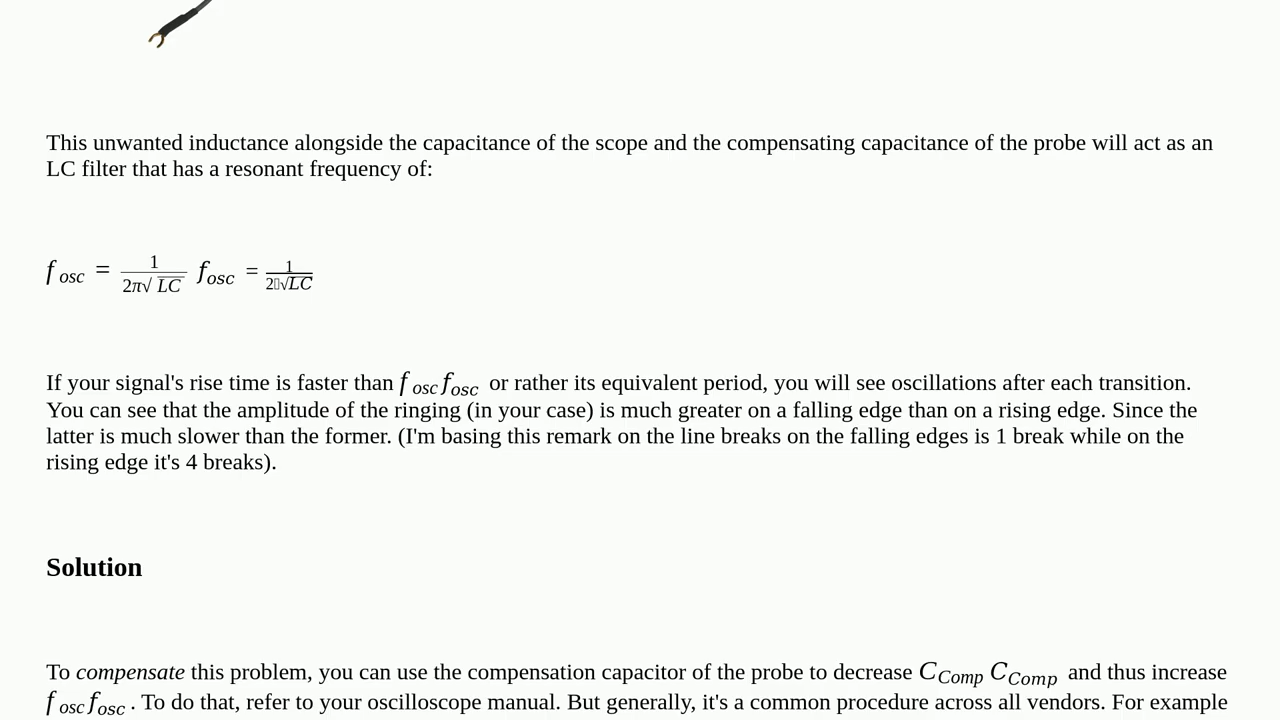 This unwanted inductance alongside the capacitance of the scope and the compensating capacitance of the probe will act as an
LC filter that has a resonant frequency of:
f osc = 1/2π√LC f osc = 1/2▯√LC
If your signal's rise time is faster than f osc f osc or rather its equivalent period, you will see oscillations after each transition.
You can see that the amplitude of the ringing (in your case) is much greater on a falling edge than on a rising edge. Since the
latter is much slower than the former. (I'm basing this remark on the line breaks on the falling edges is 1 break while on the
rising edge it's 4 breaks).
Solution
To compensate this problem, you can use the compensation capacitor of the probe to decrease C Comp C Comp and thus increase
f osc f osc . To do that, refer to your oscilloscope manual. But generally, it's a common procedure across all vendors. For example